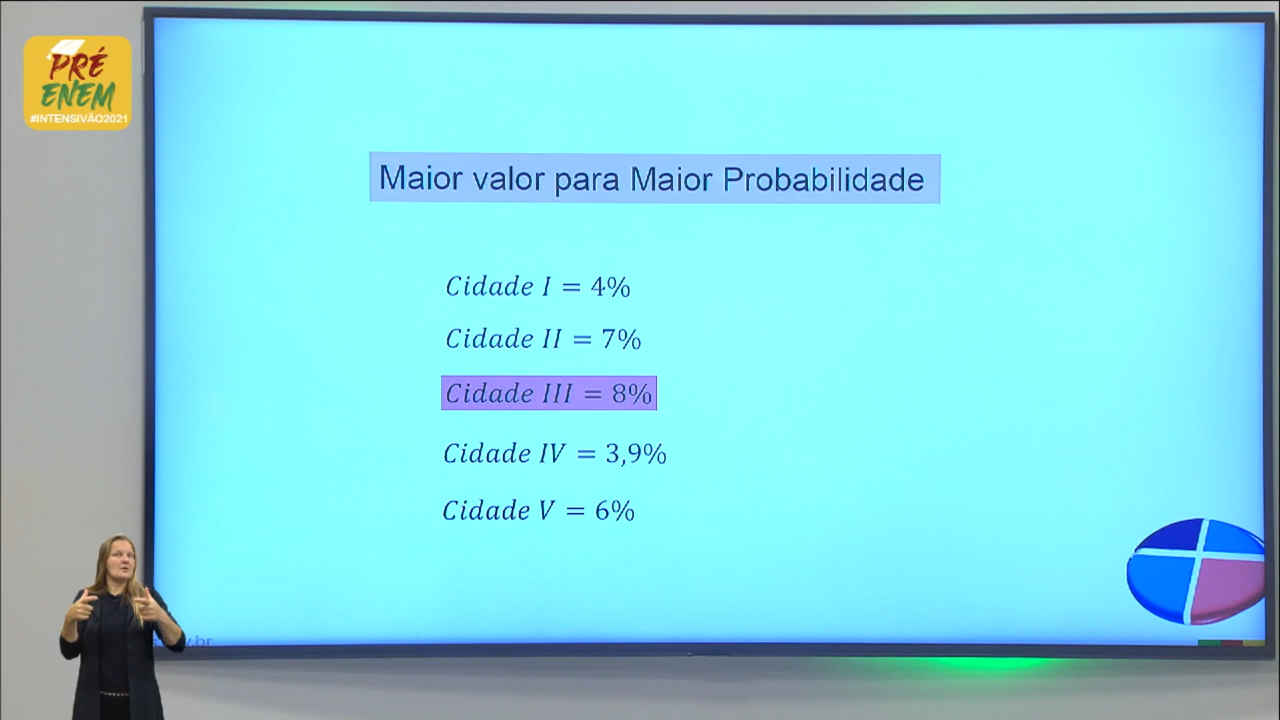 PRÉ
ENEM
#INTENSIVÃO2021
Maior valor para Maior Probabilidade
Cidade I = 4%
Cidade II = 7%
Cidade III = 8%
Cidade IV = 3,9%
Cidade V = 6%